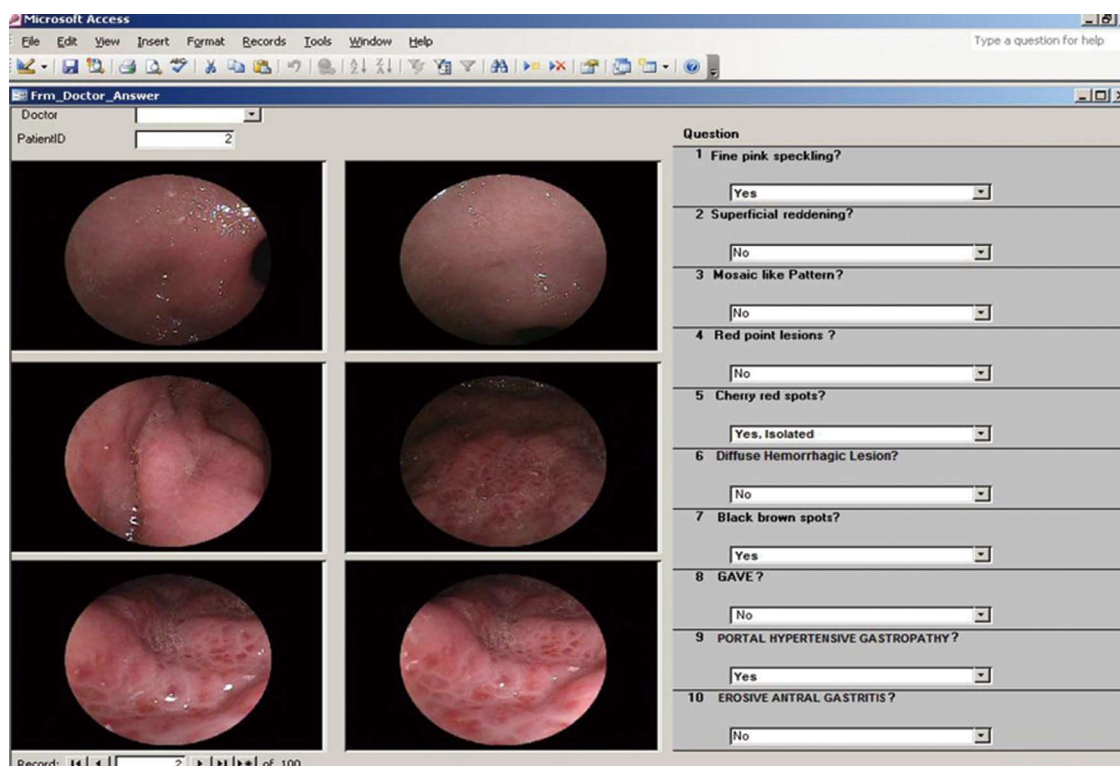 Microsoft Access
File Edit View Insert Format Records Tools Window Help
Type a question for help
Frm_Doctor_Answer
Doctor
PatientID 2
Question
1 Fine pink speckling?
Yes
2 Superficial reddening?
No
3 Mosaic like Pattern?
No
4 Red point lesions ?
No
5 Cherry red spots?
Yes, Isolated
6 Diffuse Hemorrhagic Lesion?
No
7 Black brown spots?
Yes
8 GAVE ?
No
9 PORTAL HYPERTENSIVE GASTROPATHY?
Yes
10 EROSIVE ANTRAL GASTRITIS?
No
Record: 2 of 100